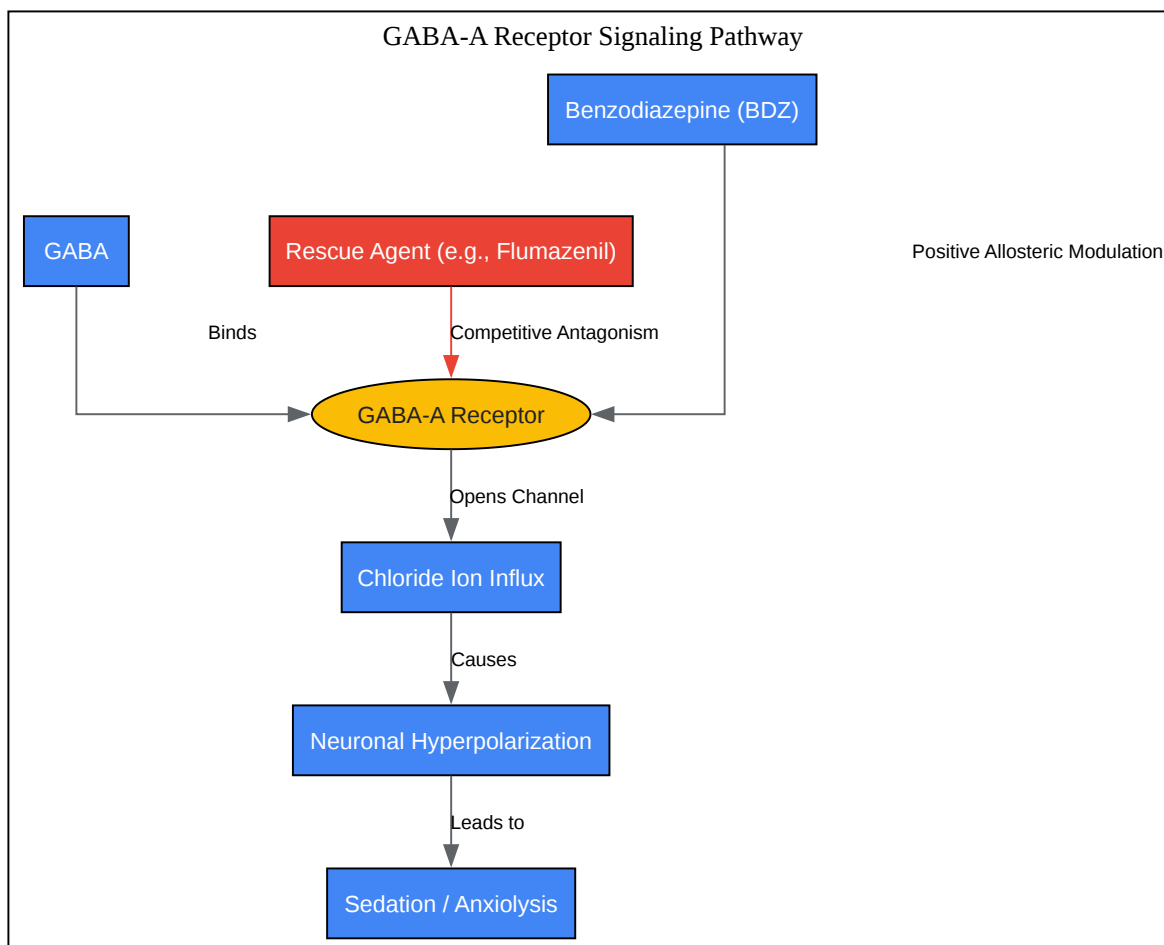 GABA-A Receptor Signaling Pathway
Benzodiazepine (BDZ)
GABA
Rescue Agent (e.g., Flumazenil)
Positive Allosteric Modulation
Binds
Competitive Antagonism
GABA-A Receptor
Opens Channel
Chloride Ion Influx
Causes
Neuronal Hyperpolarization
Leads to
Sedation / Anxiolysis